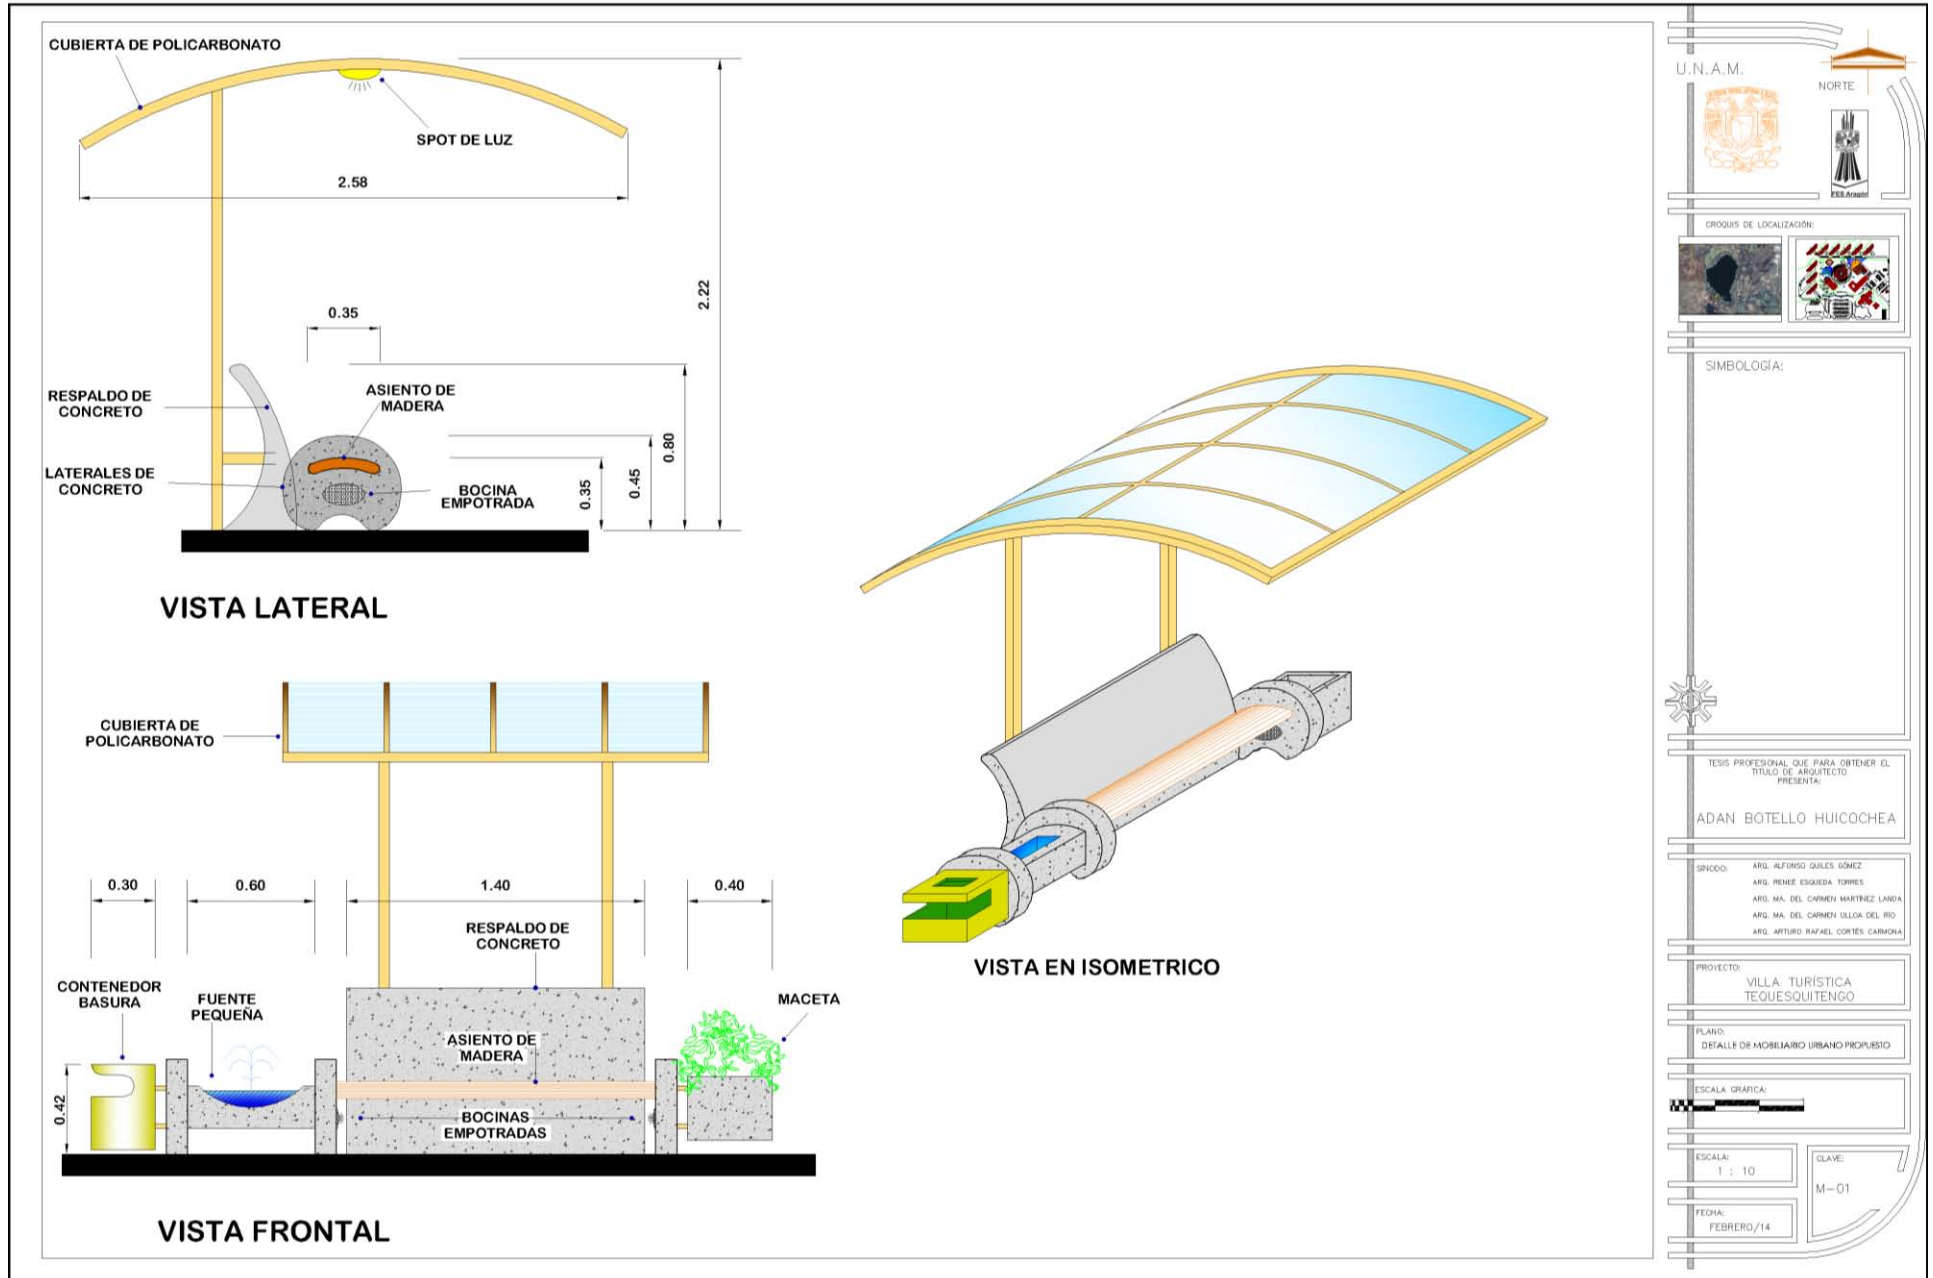 CUBIERTA DE POLICARBONATO
SPOT DE LUZ
2.58
2.22
0.35
RESPALDO DE
CONCRETO
ASIENTO DE
MADERA
LATERALES DE
CONCRETO
BOCINA
EMPOTRADA
0.35
0.45
0.80
VISTA LATERAL
CUBIERTA DE
POLICARBONATO
0.30
0.60
1.40
0.40
RESPALDO DE
CONCRETO
CONTENEDOR
BASURA
FUENTE
PEQUEÑA
MACETA
ASIENTO DE
MADERA
0.42
BOCINAS
EMPOTRADAS
VISTA FRONTAL
VISTA EN ISOMETRICO
U.N.A.M.
NORTE
FES Aragón
CROQUIS DE LOCALIZACIÓN:
SIMBOLOGÍA:
TESIS PROFESIONAL QUE PARA OBTENER EL
TITULO DE ARQUITECTO
PRESENTA:
ADAN BOTELLO HUICOCHEA
SINODO:
ARQ. ALFONSO QUILES GÓMEZ
ARQ. RENEÉ ESQUEDA TORRES
ARQ. MA. DEL CARMEN MARTÍNEZ LANDA
ARQ. MA. DEL CARMEN ULLOA DEL RÍO
ARQ. ARTURO RAFAEL CORTÉS CARMONA
PROYECTO:
VILLA TURÍSTICA
TEQUESQUITENGO
PLANO:
DETALLE DE MOBILIARIO URBANO PROPUESTO
ESCALA GRÁFICA:
ESCALA:
1 : 10
CLAVE:
M-01
FECHA:
FEBRERO/14